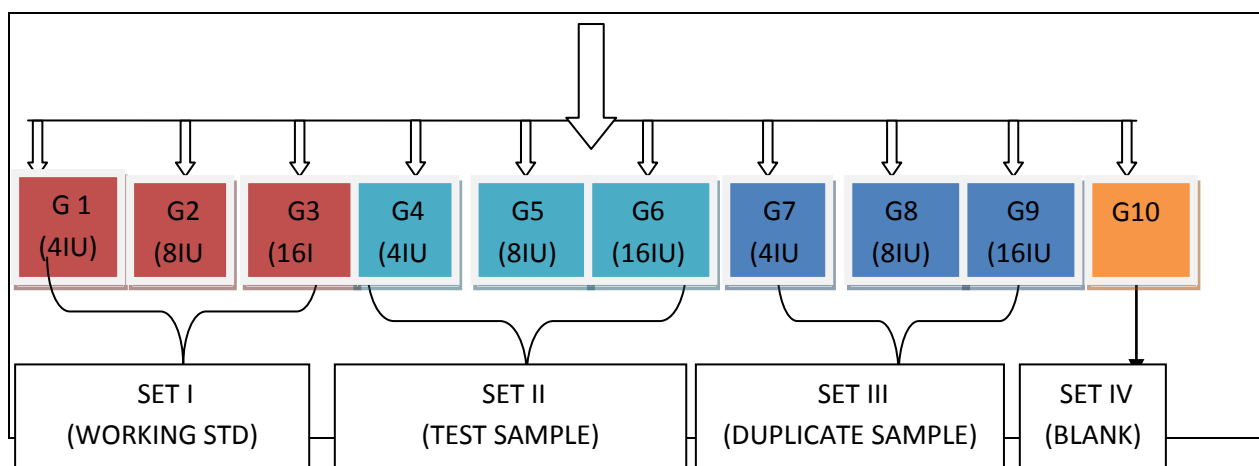 G 1
(4IU)
G2
(8IU
G3
(16I
G4
(4IU
G5
(8IU)
G6
(16IU)
G7
(4IU
G8
(8IU)
G9
(16IU
G10
SET I
(WORKING STD)
SET II
(TEST SAMPLE)
SET III
(DUPLICATE SAMPLE)
SET IV
(BLANK)